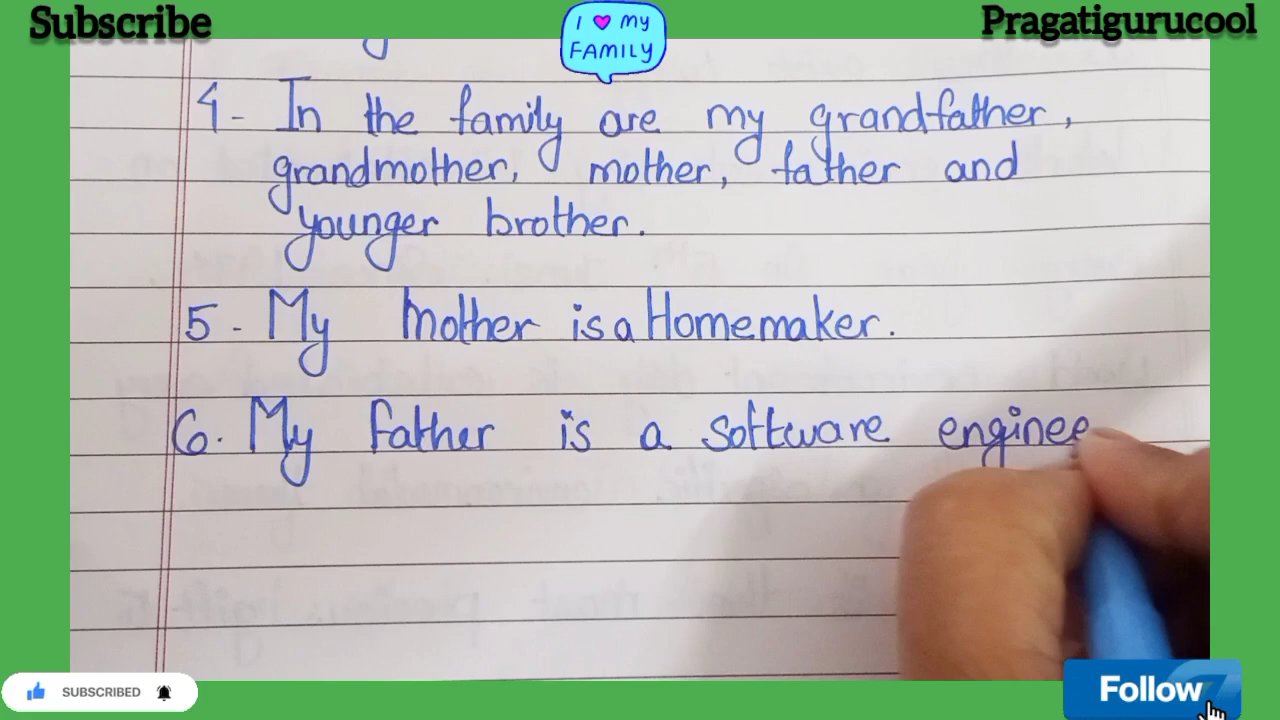 Subscribe
I ♥ my
FAMILY
Pragatigurucool
4- In the family are my grandfather,
grandmother, mother, father and
younger brother.
5- My mother is a Homemaker.
6. My father is a software enginee
SUBSCRIBED
Follow